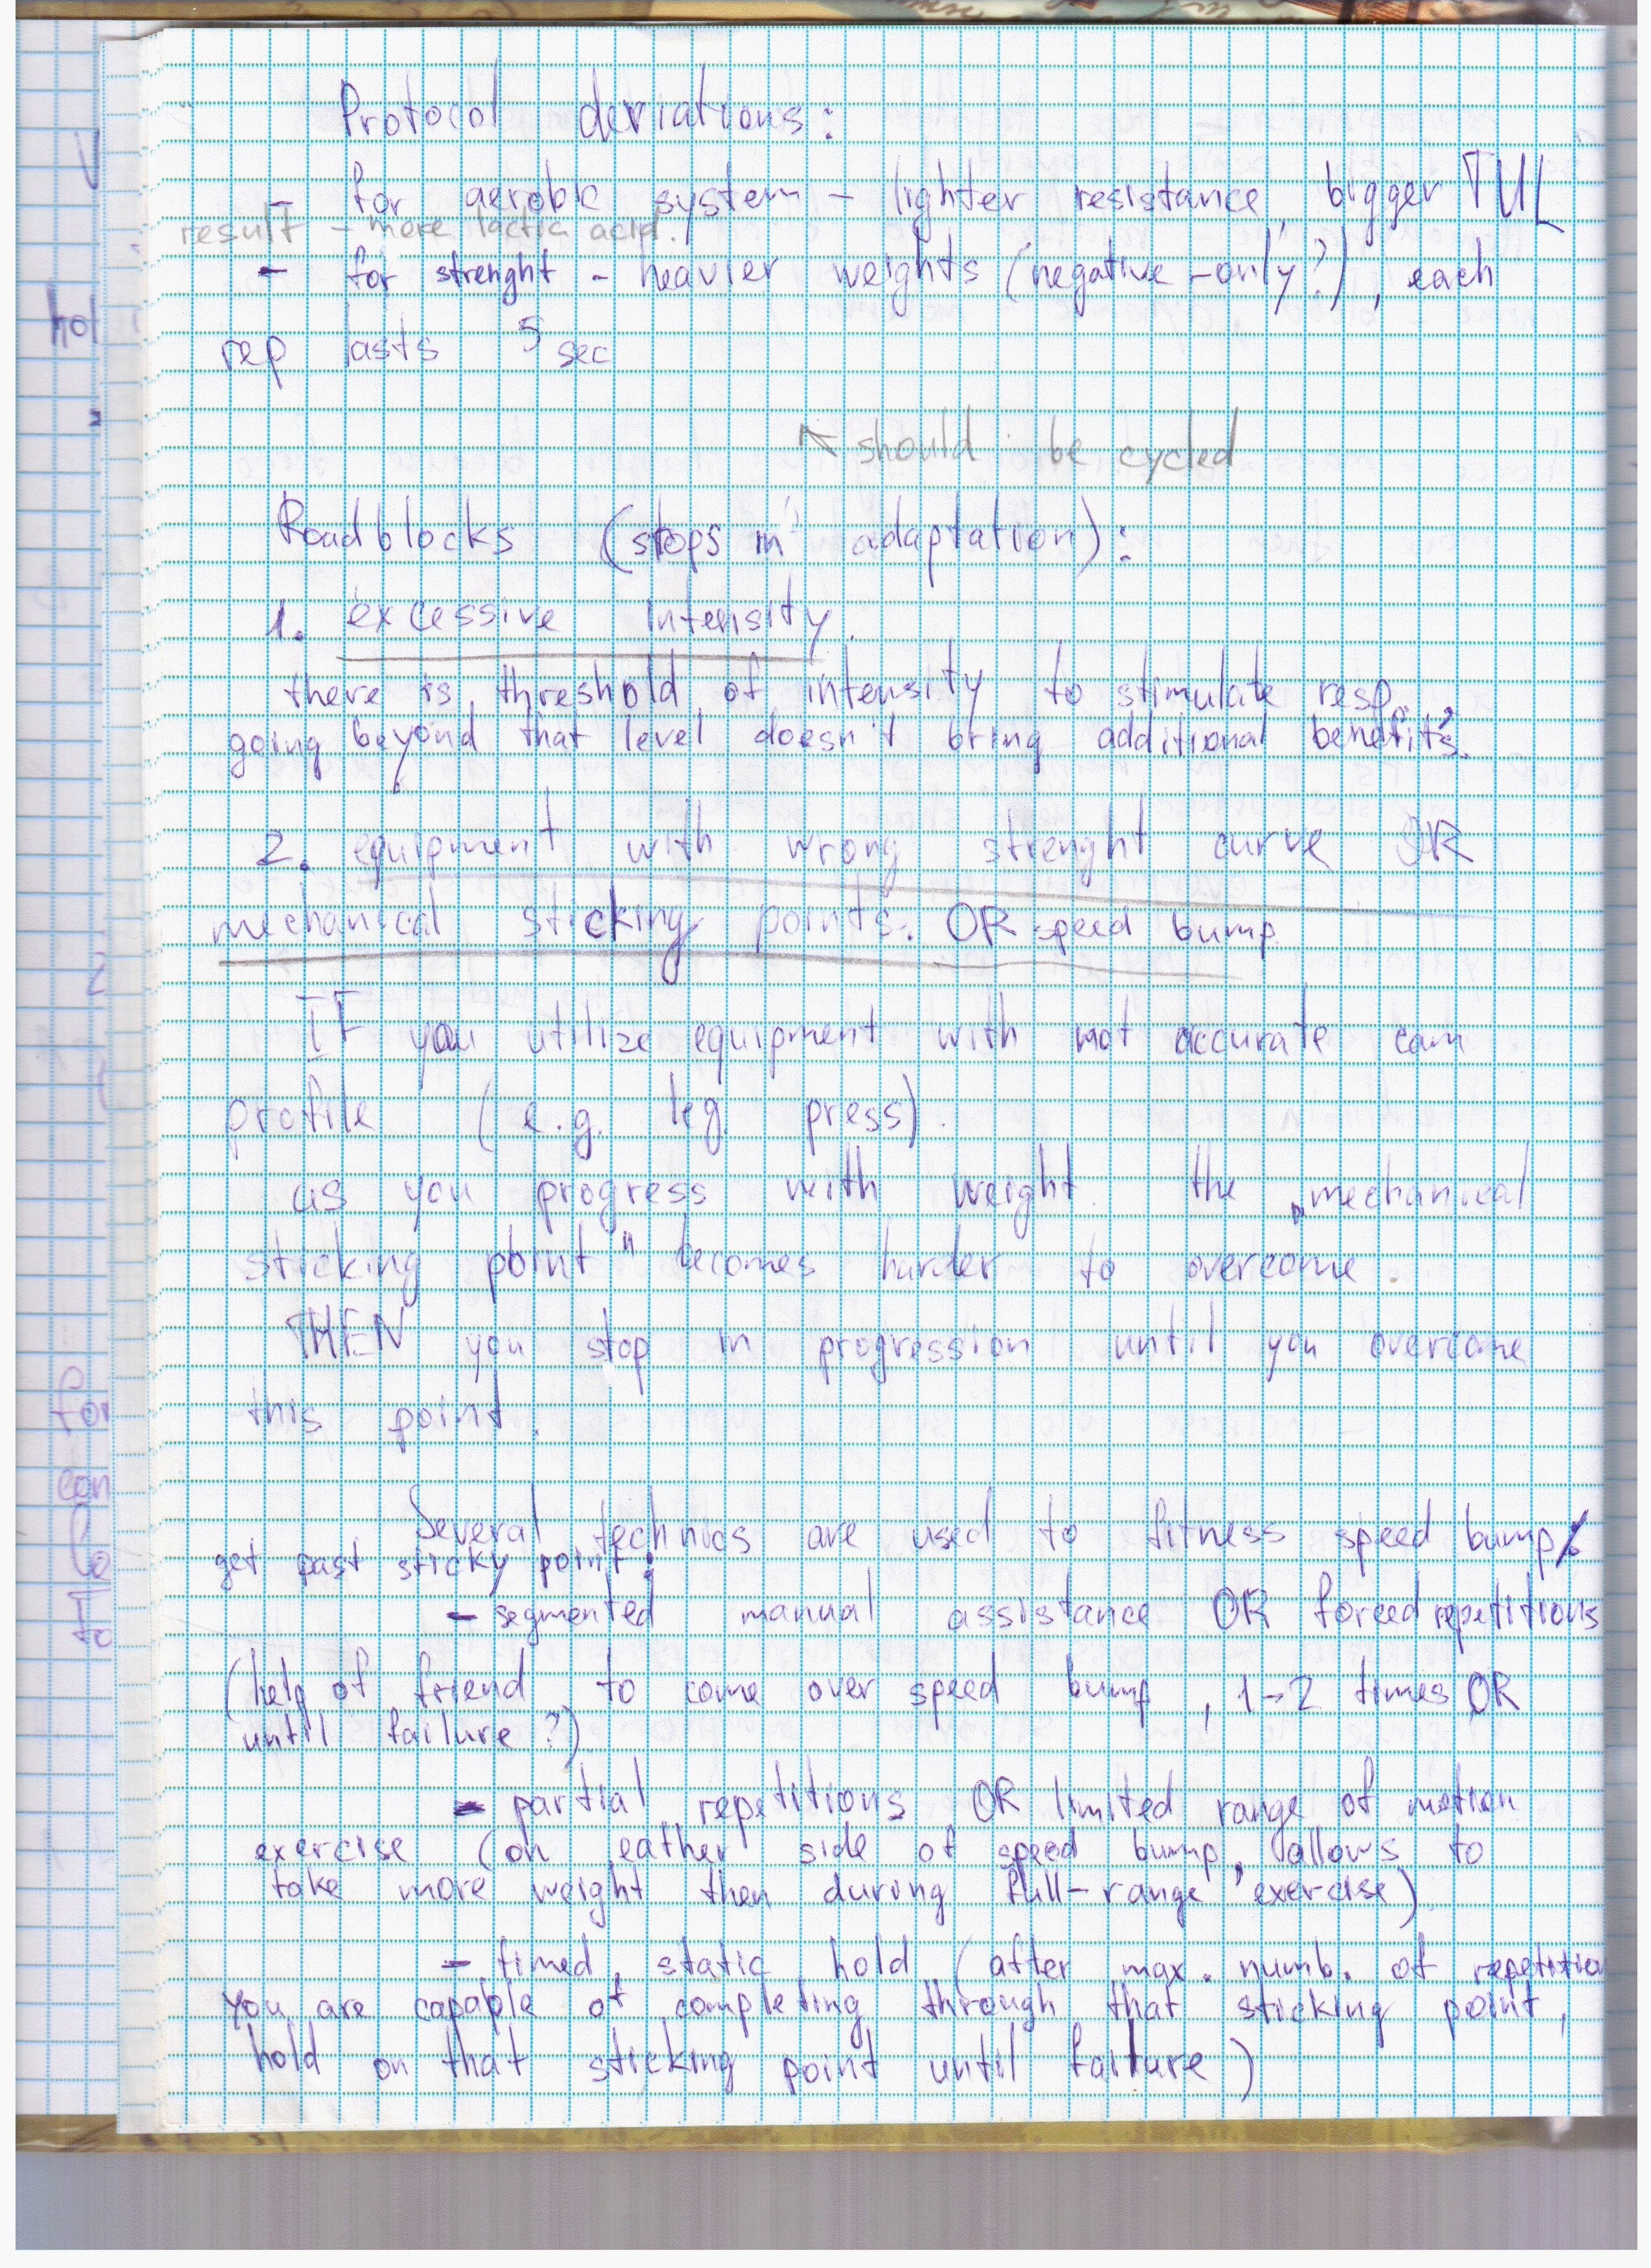 Protocol deviations:
- for aerobic system - lighter resistance, bigger TUL
result - more lactic acid.
- for strenght - heavier weights (negative-only?), each
rep lasts 5 sec
↖ should be cycled
Roadblocks (stops in adaptation):
1. excessive intensity.
there is threshold of intensity to stimulate resp.,
going beyond that level doesn't bring additional benefits.
2. equipment with wrong strenght curve OR
mechanical sticking points. OR speed bump
IF you utilize equipment with not accurate cam
profile (e.g. leg press).
as you progress with weight the „mechanical
sticking point" becomes harder to overcome.
THEN you stop in progression until you overcome
this point.
Several technics are used to fitness speed bump/
get past sticky point:
- segmented manual assistance OR forced repetitions
(help of friend to come over speed bump, 1-2 times OR
until failure?)
- partial repetitions OR limited range of motion
exercise (on eather side of speed bump, allows to
take more weight then during full-range exercise)
- timed static hold (after max. numb. of repetition
you are capable of completing through that sticking point,
hold on that sticking point until failure)
hol
for
con
To